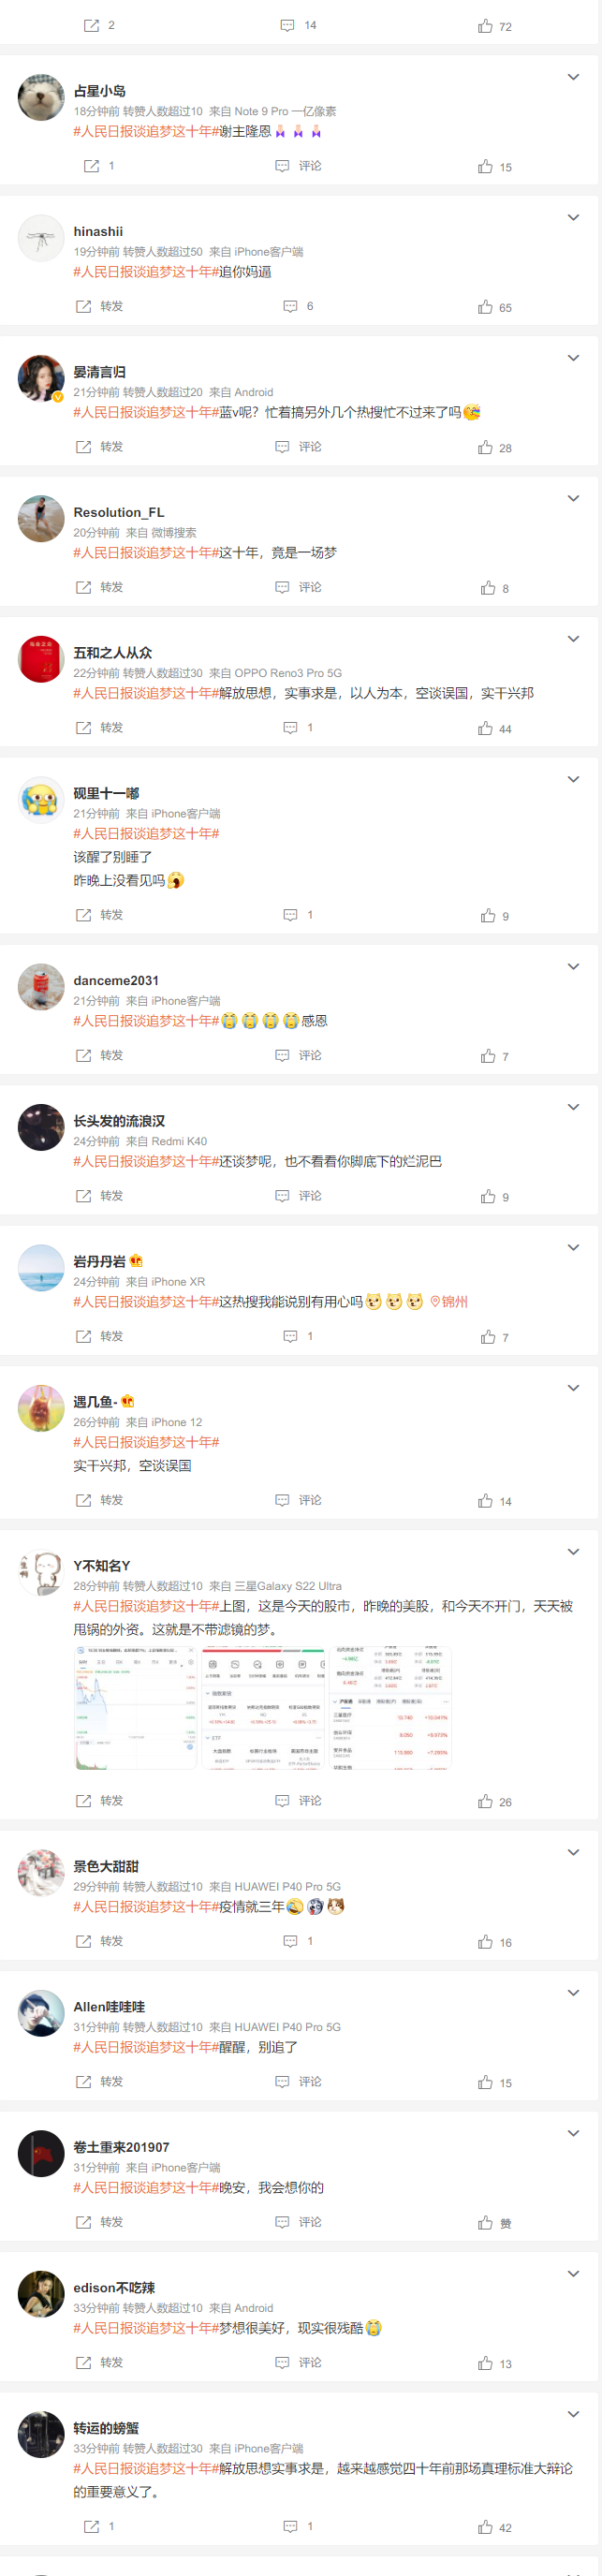 2 14 72
占星小岛
18分钟前 转赞人数超过10 来自 Note 9 Pro 一亿像素
#人民日报谈追梦这十年#谢主隆恩
1 评论 15
hinashii
19分钟前 转赞人数超过50 来自 iPhone客户端
#人民日报谈追梦这十年#追你妈逼
转发 6 65
晏清言归
21分钟前 转赞人数超过20 来自 Android
#人民日报谈追梦这十年#蓝v呢？忙着搞另外几个热搜忙不过来了吗
转发 评论 28
Resolution_FL
20分钟前 来自 微博搜索
#人民日报谈追梦这十年#这十年，竟是一场梦
转发 评论 8
五和之人从众
22分钟前 转赞人数超过30 来自 OPPO Reno3 Pro 5G
#人民日报谈追梦这十年#解放思想，实事求是，以人为本，空谈误国，实干兴邦
转发 1 44
砚里十一嘟
21分钟前 来自 iPhone客户端
#人民日报谈追梦这十年#
该醒了别睡了
昨晚上没看见吗
转发 1 9
danceme2031
21分钟前 来自 iPhone客户端
#人民日报谈追梦这十年#感恩
转发 评论 7
长头发的流浪汉
24分钟前 来自 Redmi K40
#人民日报谈追梦这十年#还谈梦呢，也不看看你脚底下的烂泥巴
转发 评论 9
岩丹丹岩
24分钟前 来自 iPhone XR
#人民日报谈追梦这十年#这热搜我能说别有用心吗 锦州
转发 1 7
遇几鱼-
26分钟前 来自 iPhone 12
#人民日报谈追梦这十年#
实干兴邦，空谈误国
转发 评论 14
Y不知名Y
28分钟前 转赞人数超过10 来自 三星Galaxy S22 Ultra
#人民日报谈追梦这十年#上图，这是今天的股市，昨晚的美股，和今天不开门，天天被
甩锅的外资。这就是不带滤镜的梦。
转发 评论 26
景色大甜甜
29分钟前 转赞人数超过10 来自 HUAWEI P40 Pro 5G
#人民日报谈追梦这十年#疫情就三年
转发 1 16
Allen哇哇哇
31分钟前 转赞人数超过10 来自 HUAWEI P40 Pro 5G
#人民日报谈追梦这十年#醒醒，别追了
转发 评论 15
卷土重来201907
31分钟前 来自 iPhone客户端
#人民日报谈追梦这十年#晚安，我会想你的
转发 评论 赞
edison不吃辣
33分钟前 转赞人数超过10 来自 Android
#人民日报谈追梦这十年#梦想很美好，现实很残酷
转发 评论 13
转运的螃蟹
33分钟前 转赞人数超过30 来自 iPhone客户端
#人民日报谈追梦这十年#解放思想实事求是，越来越感觉四十年前那场真理标准大辩论
的重要意义了。
1 1 42